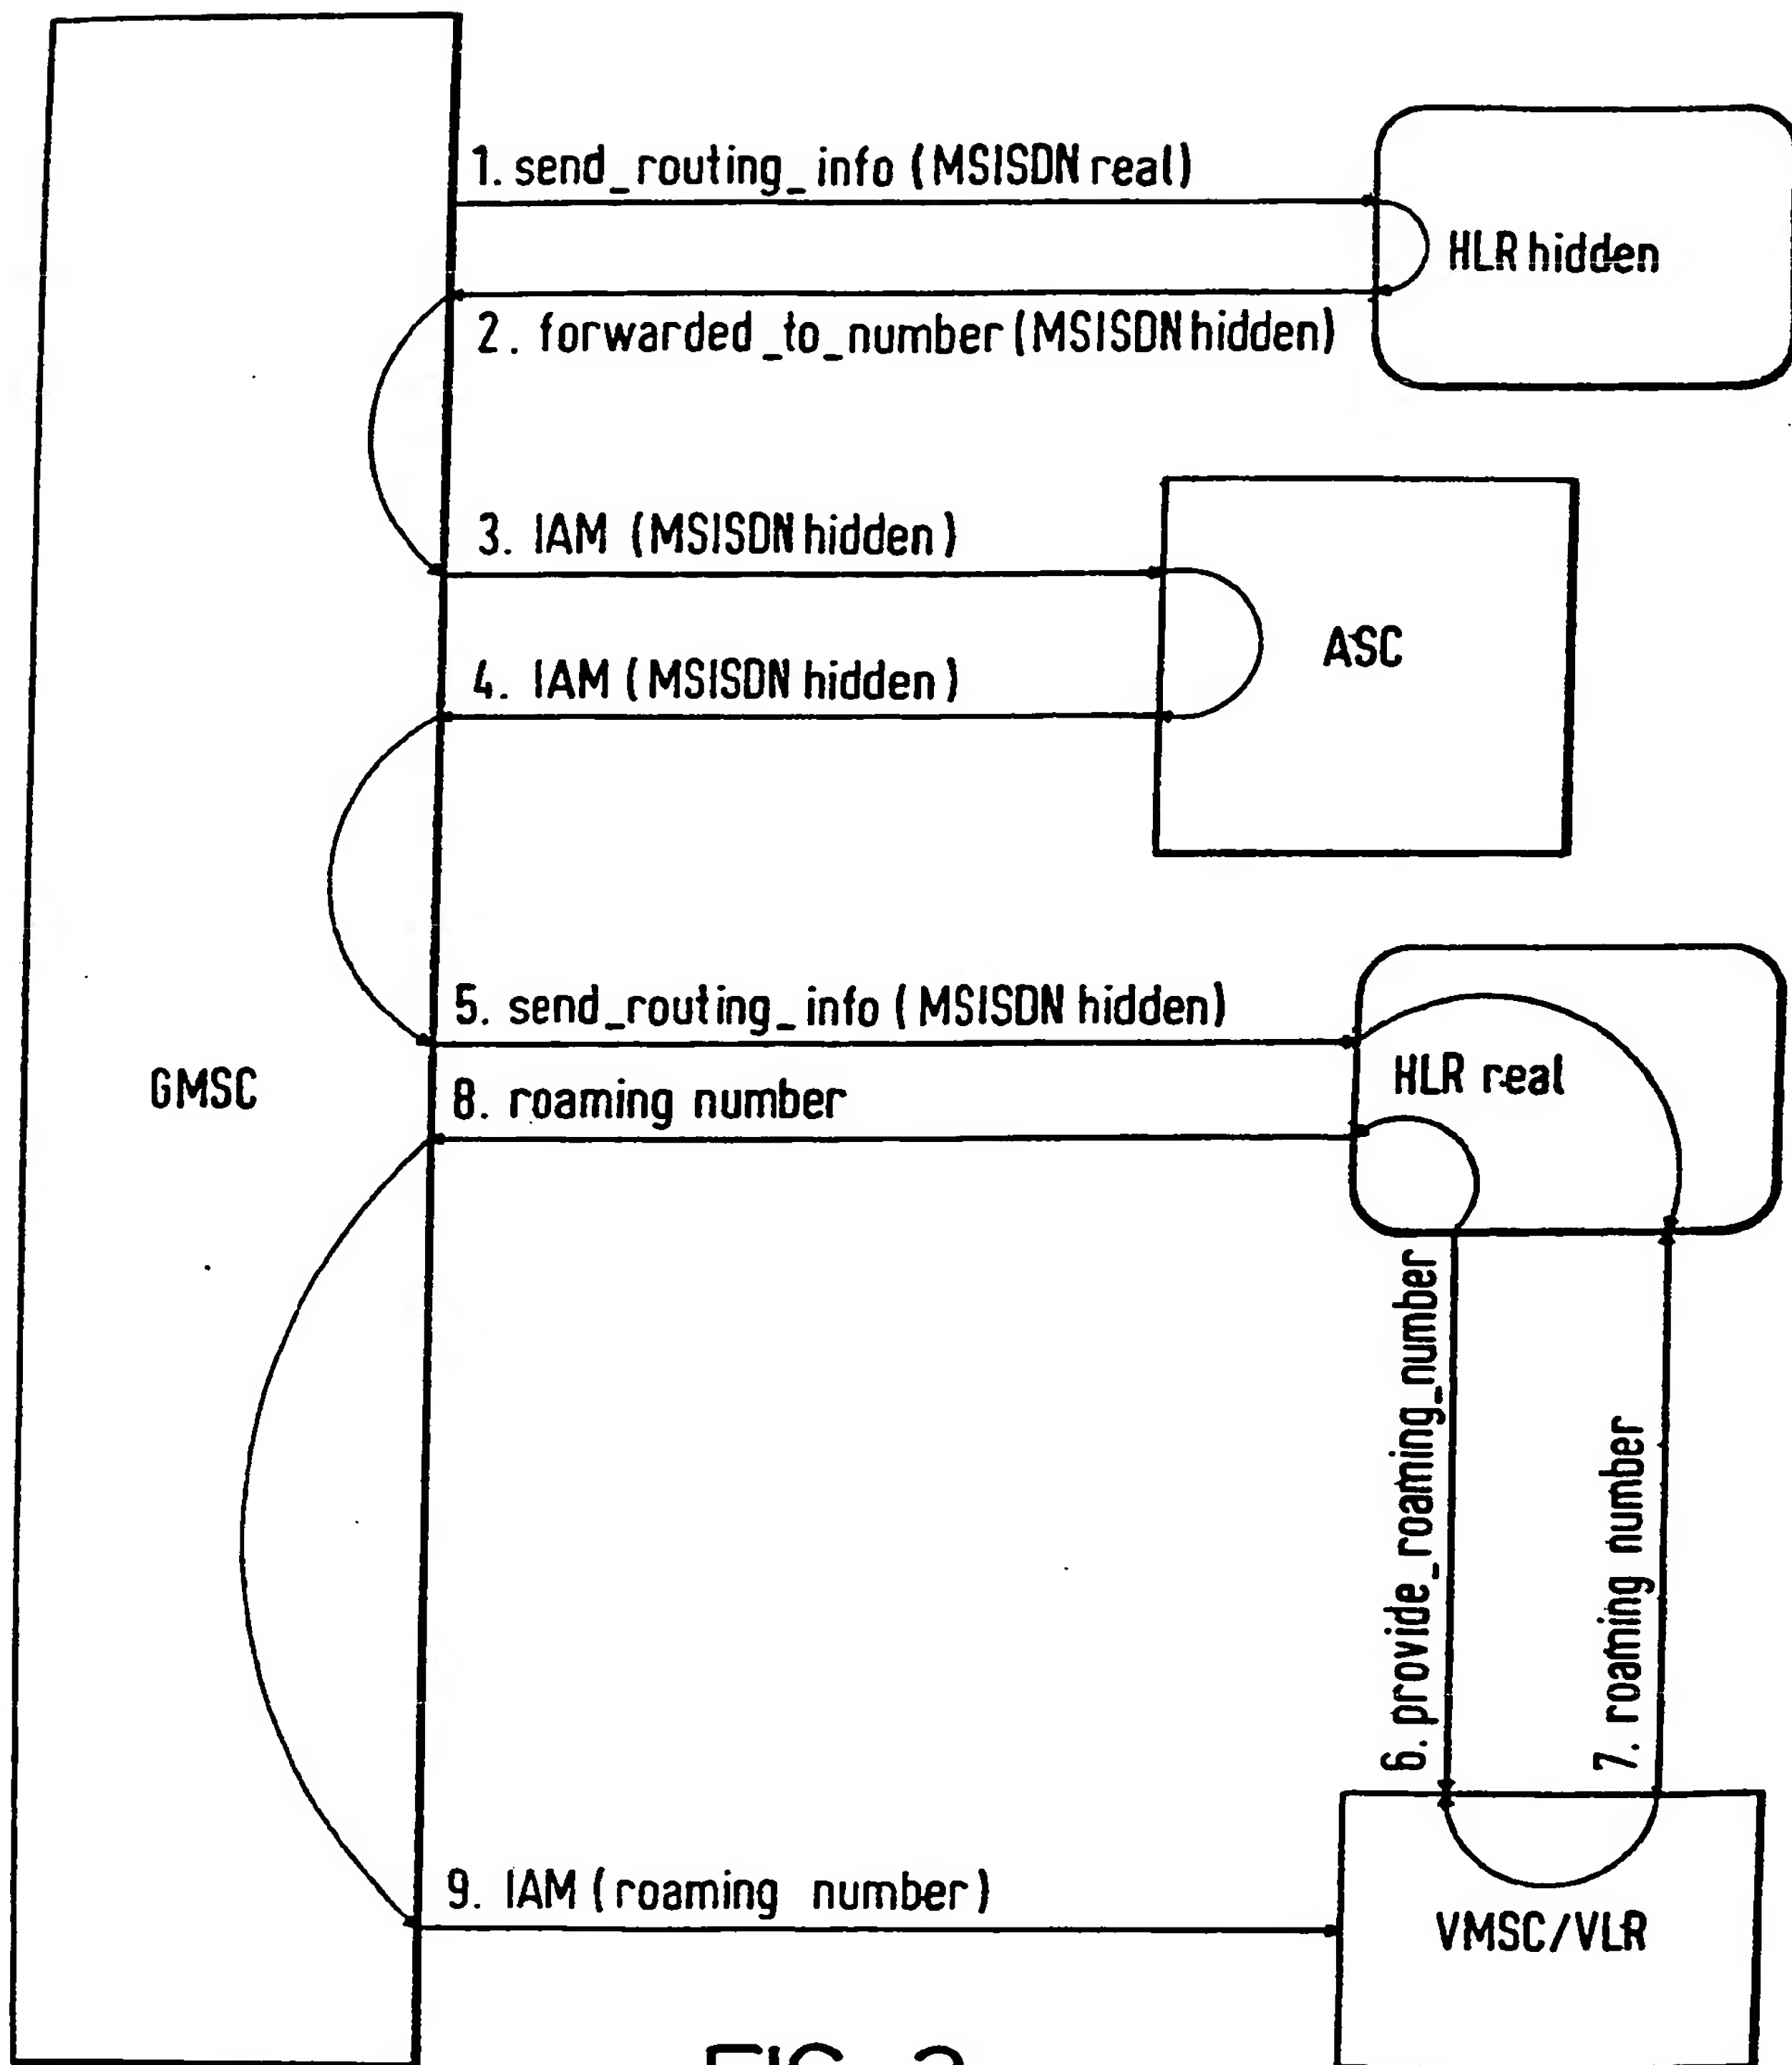 1. send_routing_info (MSISDN real)
HLR hidden
2. forwarded_to_number (MSISDN hidden)
3. IAM (MSISDN hidden)
ASC
4. IAM (MSISDN hidden)
5. send_routing_info (MSISDN hidden)
HLR real
GMSC
8. roaming number
6. provide_roaming_number
7. roaming number
9. IAM (roaming number)
VMSC/VLR